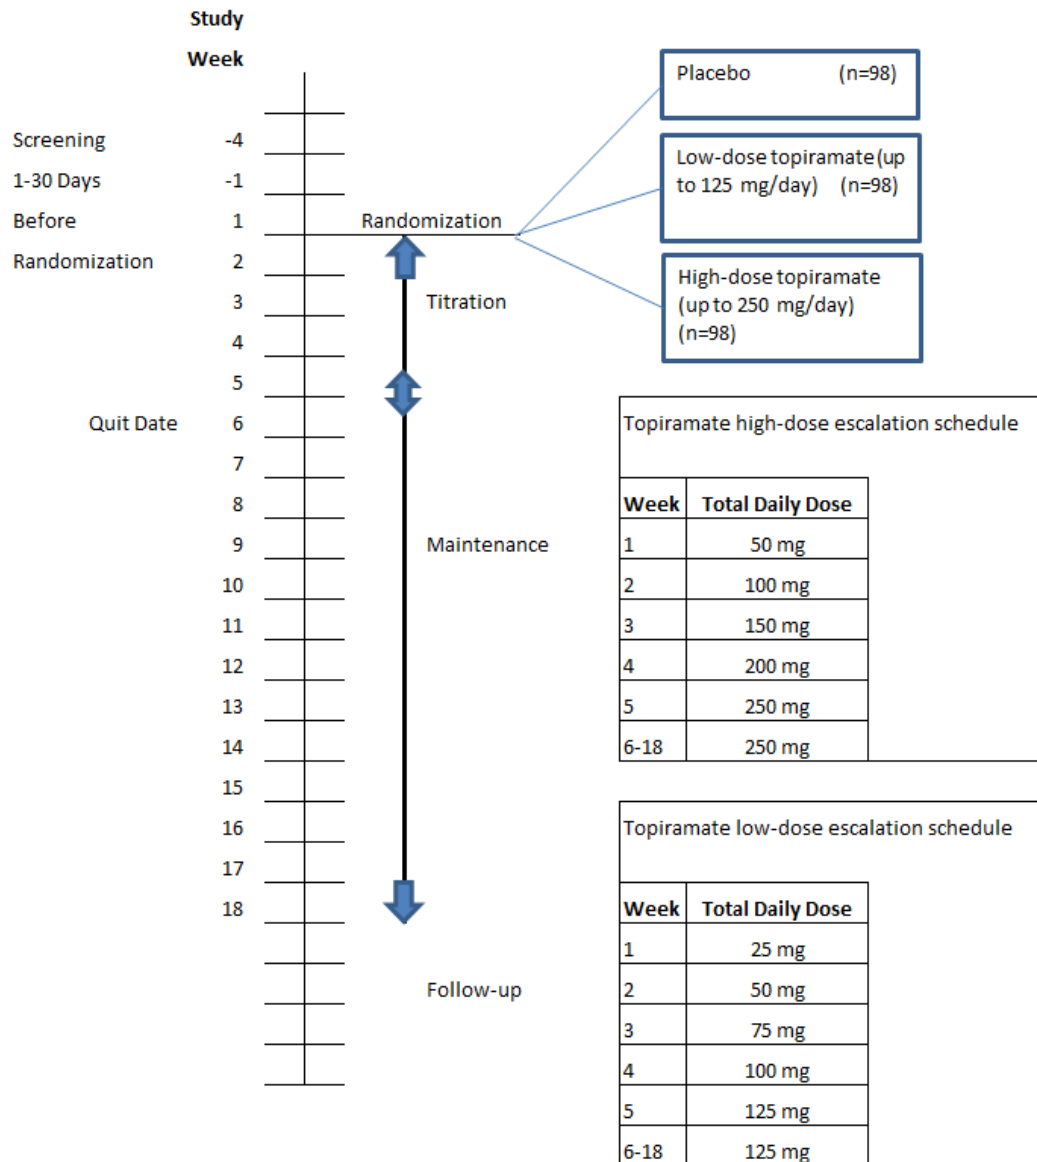 Study
Week
Screening -4
1-30 Days -1
Before 1
Randomization 2
3
4
5
Quit Date 6
7
8
9
10
11
12
13
14
15
16
17
18
Randomization
Titration
Maintenance
Follow-up
Placebo (n=98)
Low-dose topiramate (up
to 125 mg/day) (n=98)
High-dose topiramate
(up to 250 mg/day)
(n=98)
Topiramate high-dose escalation schedule
Week Total Daily Dose
1 50 mg
2 100 mg
3 150 mg
4 200 mg
5 250 mg
6-18 250 mg
Topiramate low-dose escalation schedule
Week Total Daily Dose
1 25 mg
2 50 mg
3 75 mg
4 100 mg
5 125 mg
6-18 125 mg